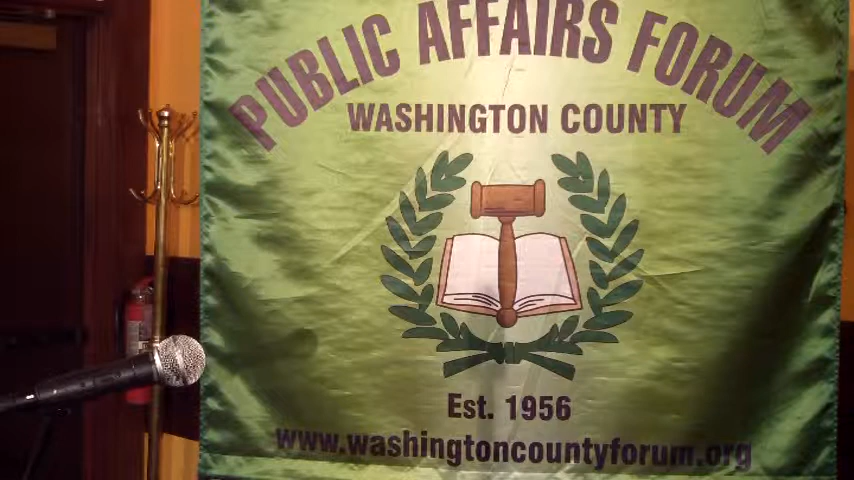 PUBLIC AFFAIRS FORUM
WASHINGTON COUNTY
Est. 1956
www.washingtoncountyforum.org